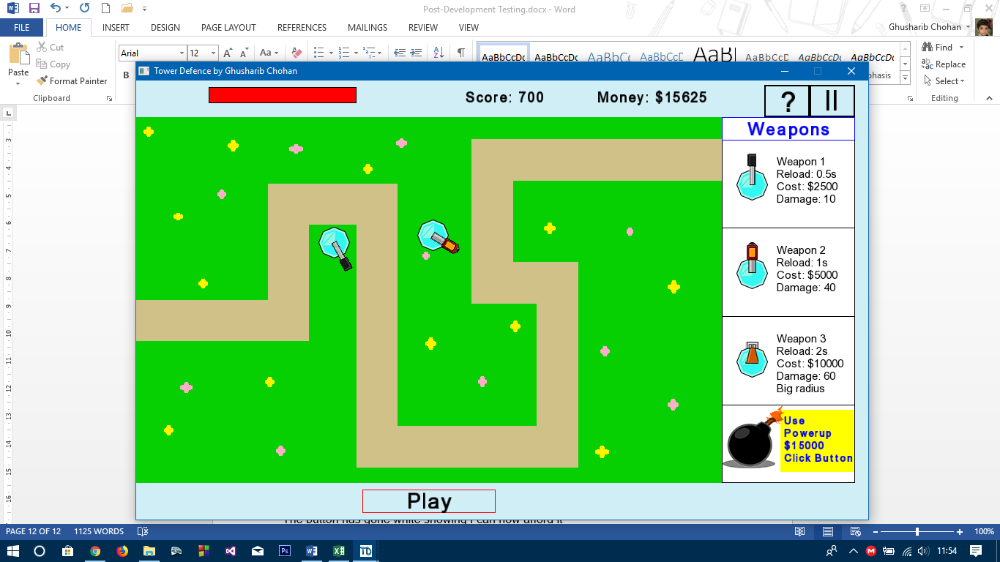 Post-Development Testing.docx - Word
FILE HOME INSERT DESIGN PAGE LAYOUT REFERENCES MAILINGS REVIEW VIEW
Ghusharib Chohan
Paste
Cut
Copy
Format Painter
Clipboard
Arial 12
B
AaBbCcDc AaBbCcDc AaBbCc AaBbCcD AaB AaBbCcD AaBbCcDc AaBbCcDc
Find
Replace
Select
Editing
Tower Defence by Ghusharib Chohan
Score: 700 Money: $15625
? ||
Weapons
Weapon 1
Reload: 0.5s
Cost: $2500
Damage: 10
Weapon 2
Reload: 1s
Cost: $5000
Damage: 40
Weapon 3
Reload: 2s
Cost: $10000
Damage: 60
Big radius
Use
Powerup
$15000
Click Button
Play
The button has gone while showing I can now afford it
PAGE 12 OF 12 1125 WORDS
100%
11:54